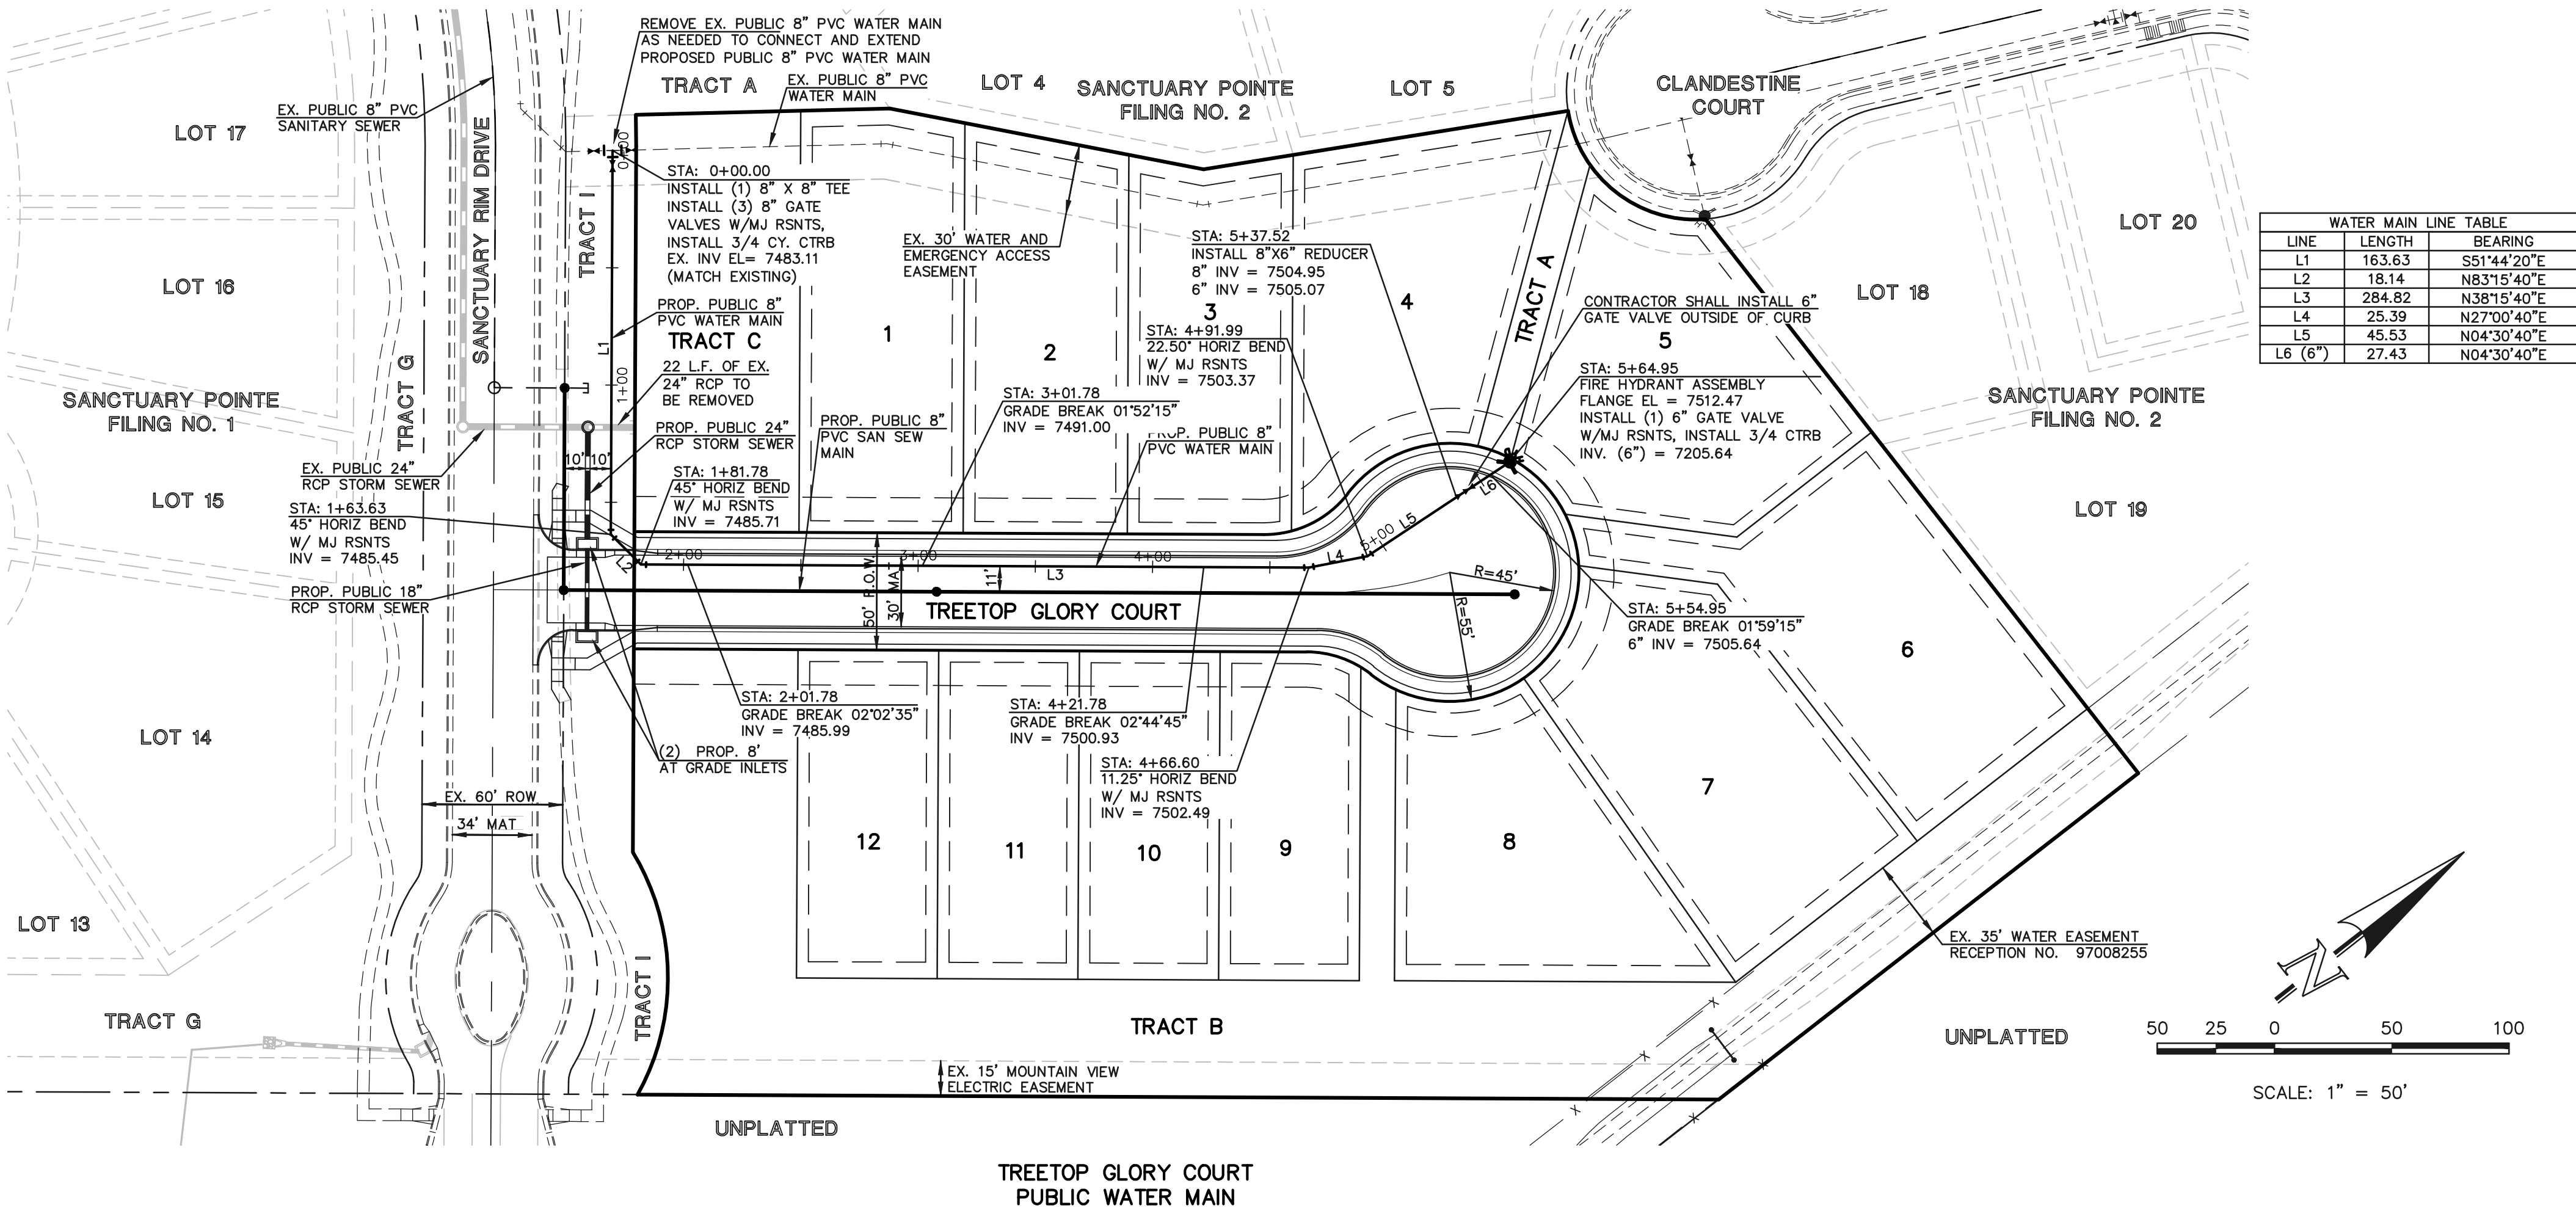 REMOVE EX. PUBLIC 8” PVC WATER MAIN
AS NEEDED TO CONNECT AND EXTEND
PROPOSED PUBLIC 8” PVC WATER MAIN
TRACT A
EX. PUBLIC 8” PVC
WATER MAIN
LOT 4
SANCTUARY POINTE
FILING NO. 2
LOT 5
CLANDESTINE
COURT
EX. PUBLIC 8” PVC
SANITARY SEWER
LOT 17
SANCTUARY RIM DRIVE
TRACT I
0+00
STA: 0+00.00
INSTALL (1) 8” X 8” TEE
INSTALL (3) 8” GATE
VALVES W/MJ RSNTS,
INSTALL 3/4 CY. CTRB
EX. INV EL= 7483.11
(MATCH EXISTING)
EX. 30’ WATER AND
EMERGENCY ACCESS
EASEMENT
STA: 5+37.52
INSTALL 8”X6” REDUCER
8” INV = 7504.95
6” INV = 7505.07
LOT 20
WATER MAIN LINE TABLE
LINE LENGTH BEARING
L1 163.63 S51°44’20”E
L2 18.14 N83°15’40”E
L3 284.82 N38°15’40”E
L4 25.39 N27°00’40”E
L5 45.53 N04°30’40”E
L6 (6”) 27.43 N04°30’40”E
LOT 16
LOT 18
PROP. PUBLIC 8”
PVC WATER MAIN
TRACT C
L1
1+00
1
2
3
4
TRACT A
CONTRACTOR SHALL INSTALL 6”
GATE VALVE OUTSIDE OF CURB
5
STA: 4+91.99
22.50° HORIZ BEND
W/ MJ RSNTS
INV = 7503.37
22 L.F. OF EX.
24” RCP TO
BE REMOVED
STA: 5+64.95
FIRE HYDRANT ASSEMBLY
FLANGE EL = 7512.47
INSTALL (1) 6” GATE VALVE
W/MJ RSNTS, INSTALL 3/4 CTRB
INV. (6”) = 7205.64
SANCTUARY POINTE
FILING NO. 1
TRACT G
STA: 3+01.78
GRADE BREAK 01°52’15”
INV = 7491.00
SANCTUARY POINTE
FILING NO. 2
PROP. PUBLIC 24”
RCP STORM SEWER
PROP. PUBLIC 8”
PVC SAN SEW
MAIN
PROP. PUBLIC 8”
PVC WATER MAIN
10’ 10’
EX. PUBLIC 24”
RCP STORM SEWER
STA: 1+81.78
45° HORIZ BEND
W/ MJ RSNTS
INV = 7485.71
LOT 15
LOT 19
STA: 1+63.63
45° HORIZ BEND
W/ MJ RSNTS
INV = 7485.45
L6
L5
5+00
L4
L2
2+00
3+00
4+00
L3
11’
50’ R.O.W.
30’ MAT
R=45’
R=55’
PROP. PUBLIC 18”
RCP STORM SEWER
TREETOP GLORY COURT
STA: 5+54.95
GRADE BREAK 01°59’15”
6” INV = 7505.64
6
STA: 2+01.78
GRADE BREAK 02°02’35”
INV = 7485.99
STA: 4+21.78
GRADE BREAK 02°44’45”
INV = 7500.93
LOT 14
(2) PROP. 8’
AT GRADE INLETS
STA: 4+66.60
11.25° HORIZ BEND
W/ MJ RSNTS
INV = 7502.49
7
EX. 60’ ROW
34’ MAT
12
11
10
9
8
LOT 13
EX. 35’ WATER EASEMENT
RECEPTION NO. 97008255
TRACT I
TRACT G
TRACT B
UNPLATTED
N
50 25 0 50 100
SCALE: 1” = 50’
EX. 15’ MOUNTAIN VIEW
ELECTRIC EASEMENT
UNPLATTED
TREETOP GLORY COURT
PUBLIC WATER MAIN